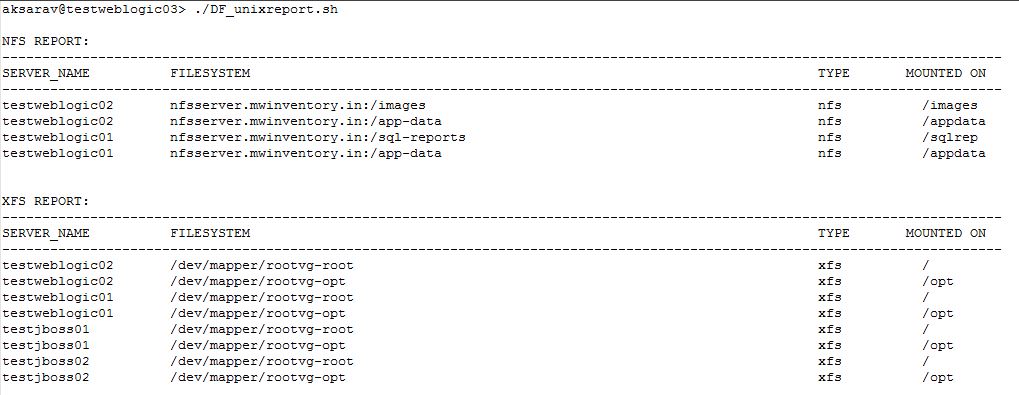 aksarav@testweblogic03> ./DF_unixreport.sh
NFS REPORT:
-----------------------------------------------------------------------------------------------------------------------------
SERVER_NAME FILESYSTEM TYPE MOUNTED ON
-----------------------------------------------------------------------------------------------------------------------------
testweblogic02 nfsserver.mwinventory.in:/images nfs /images
testweblogic02 nfsserver.mwinventory.in:/app-data nfs /appdata
testweblogic01 nfsserver.mwinventory.in:/sql-reports nfs /sqlrep
testweblogic01 nfsserver.mwinventory.in:/app-data nfs /appdata
XFS REPORT:
-----------------------------------------------------------------------------------------------------------------------------
SERVER_NAME FILESYSTEM TYPE MOUNTED ON
-----------------------------------------------------------------------------------------------------------------------------
testweblogic02 /dev/mapper/rootvg-root xfs /
testweblogic02 /dev/mapper/rootvg-opt xfs /opt
testweblogic01 /dev/mapper/rootvg-root xfs /
testweblogic01 /dev/mapper/rootvg-opt xfs /opt
testjboss01 /dev/mapper/rootvg-root xfs /
testjboss01 /dev/mapper/rootvg-opt xfs /opt
testjboss02 /dev/mapper/rootvg-root xfs /
testjboss02 /dev/mapper/rootvg-opt xfs /opt